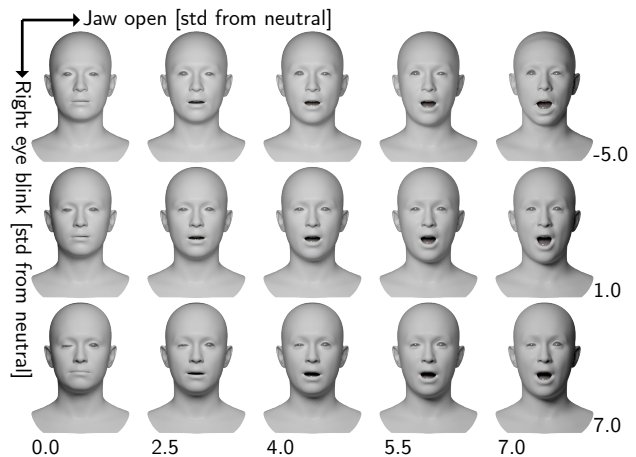 Jaw open [std from neutral]
Right eye blink [std from neutral]
-5.0
1.0
7.0
0.0 2.5 4.0 5.5 7.0